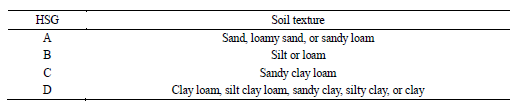 HSG Soil texture
A Sand, loamy sand, or sandy loam
B Silt or loam
C Sandy clay loam
D Clay loam, silt clay loam, sandy clay, silty clay, or clay